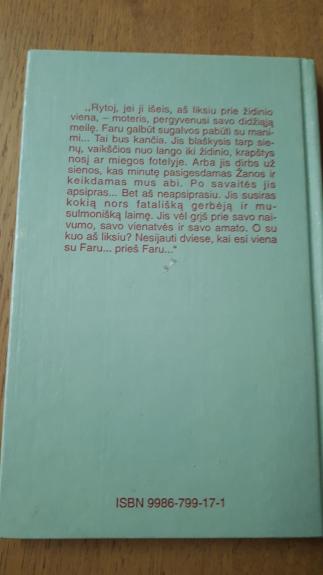 „Rytoj, jei ji išeis, aš liksiu prie židinio
viena, – moteris, pergyvenusi savo didžiąją
meilę. Faru galbūt sugalvos pabūti su mani-
mi... Tai bus kančia. Jis blaškysis tarp sie-
nų, vaikščios nuo lango iki židinio, krapštys
nosį ar miegos fotelyje. Arba jis dirbs už
sienos, kas minutę pasigesdamas Žanos ir
keikdamas mus abi. Po savaitės jis
apsipras... Bet aš neapsiprasiu. Jis susiras
kokią nors fatališką gerbėją ir mu-
sulmonišką laimę. Jis vėl grįš prie savo nai-
vumo, savo vienatvės ir savo amato. O su
kuo aš liksiu? Nesijauti dviese, kai esi viena
su Faru... prieš Faru...“
ISBN 9986-799-17-1